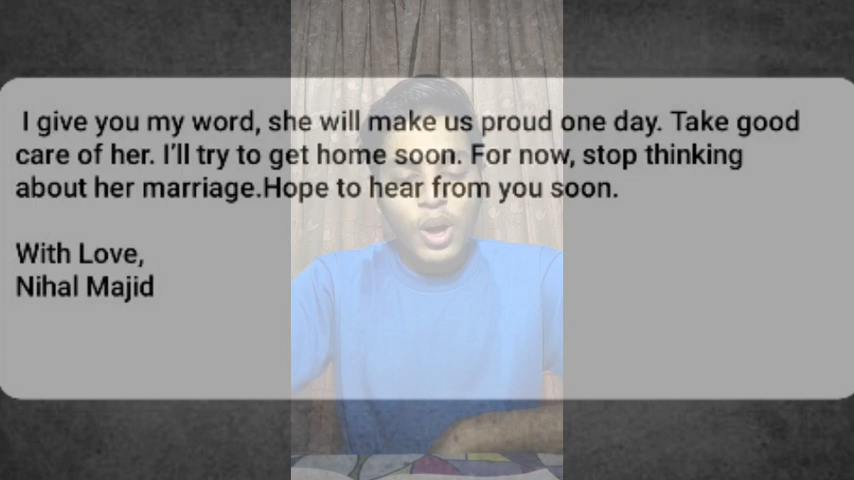 I give you my word, she will make us proud one day. Take good
care of her. I'll try to get home soon. For now, stop thinking
about her marriage.Hope to hear from you soon.
With Love,
Nihal Majid